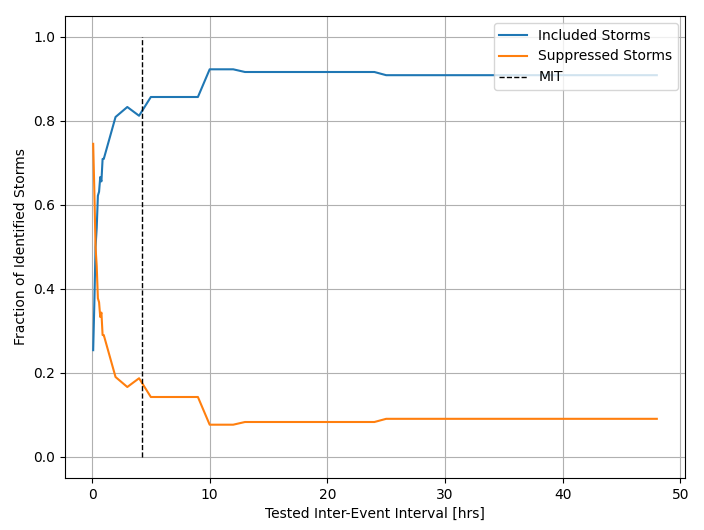 Included Storms
Suppressed Storms
MIT
Fraction of Identified Storms
1.0
0.8
0.6
0.4
0.2
0.0
0 10 20 30 40 50
Tested Inter-Event Interval [hrs]